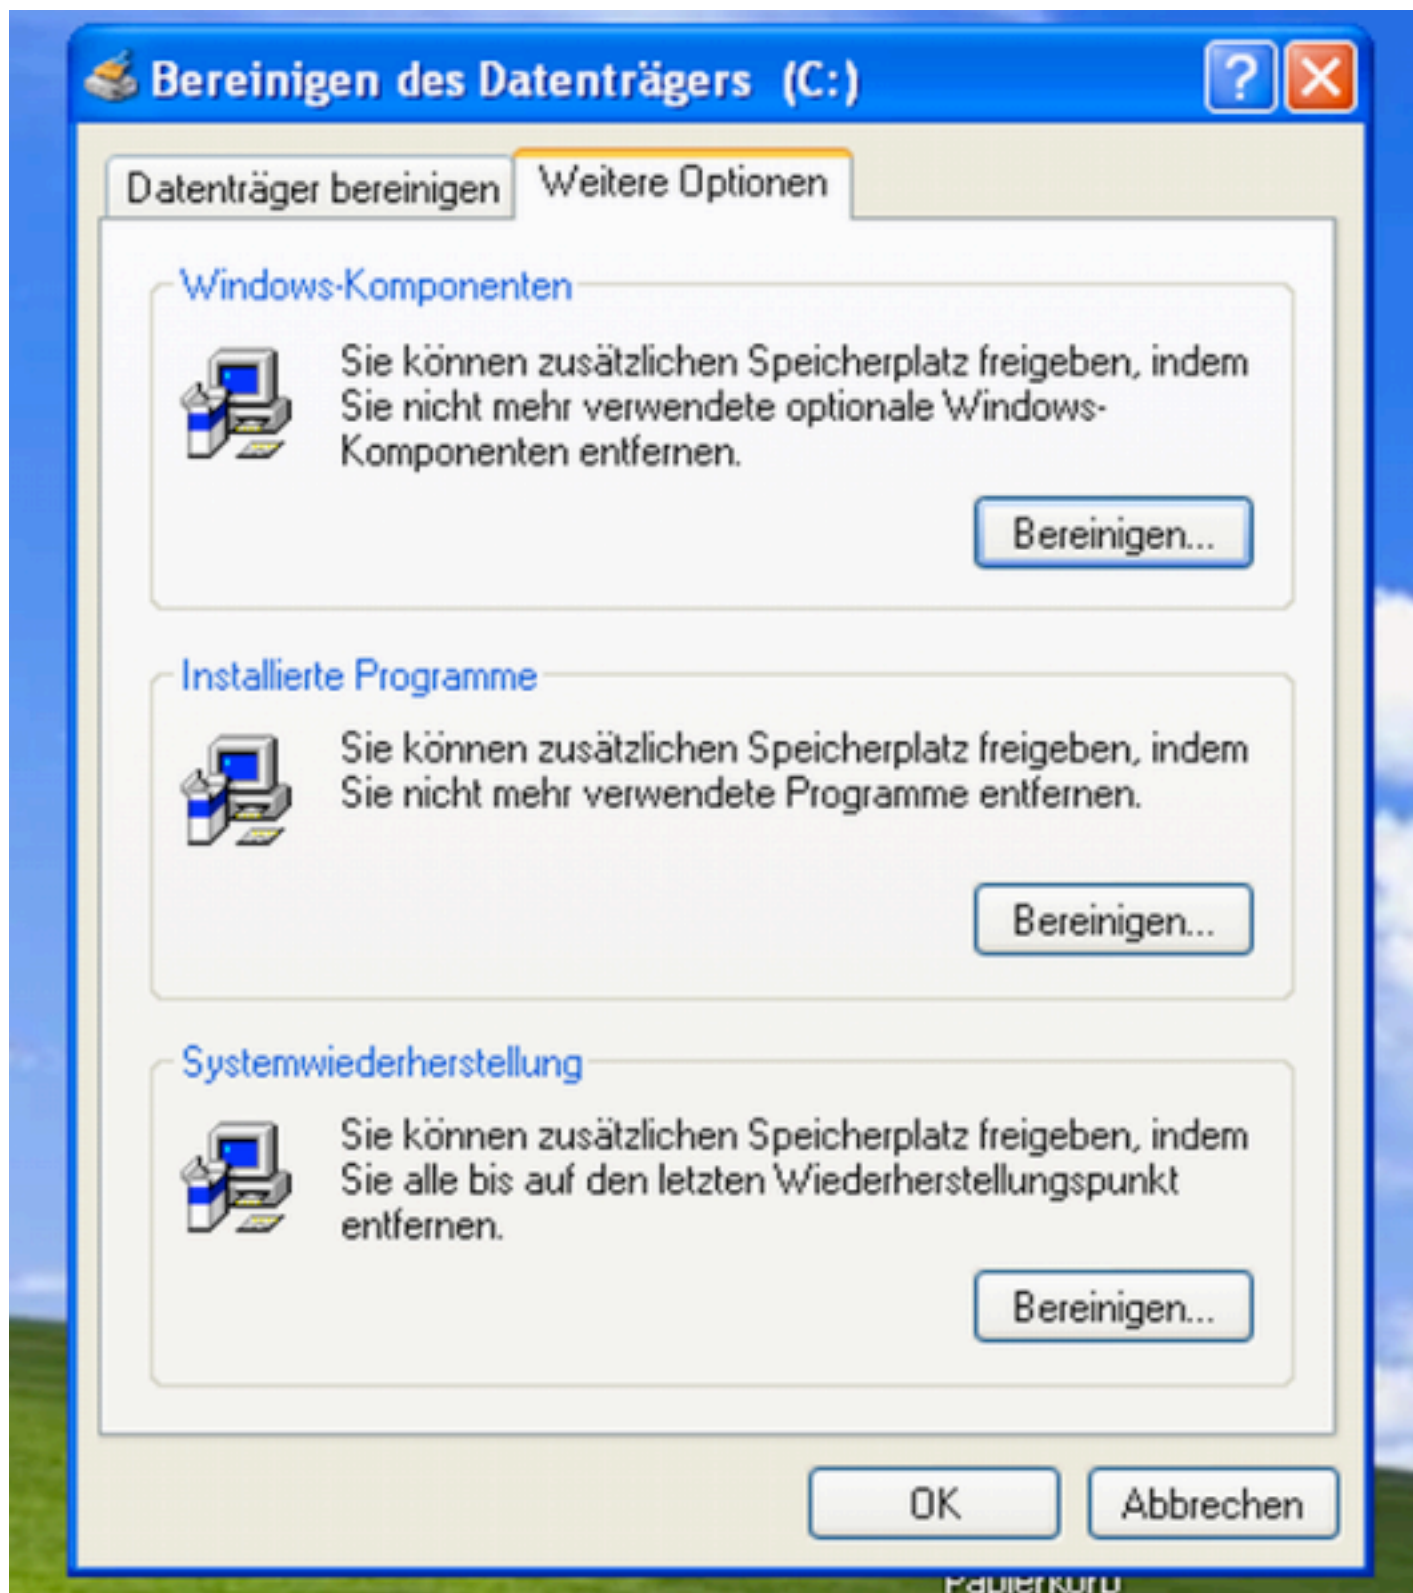 Bereinigen des Datenträgers (C:)
Datenträger bereinigen
Weitere Optionen
Windows-Komponenten
Sie können zusätzlichen Speicherplatz freigeben, indem
Sie nicht mehr verwendete optionale Windows-
Komponenten entfernen.
Bereinigen...
Installierte Programme
Sie können zusätzlichen Speicherplatz freigeben, indem
Sie nicht mehr verwendete Programme entfernen.
Bereinigen...
Systemwiederherstellung
Sie können zusätzlichen Speicherplatz freigeben, indem
Sie alle bis auf den letzten Wiederherstellungspunkt
entfernen.
Bereinigen...
OK
Abbrechen
Papierkorb